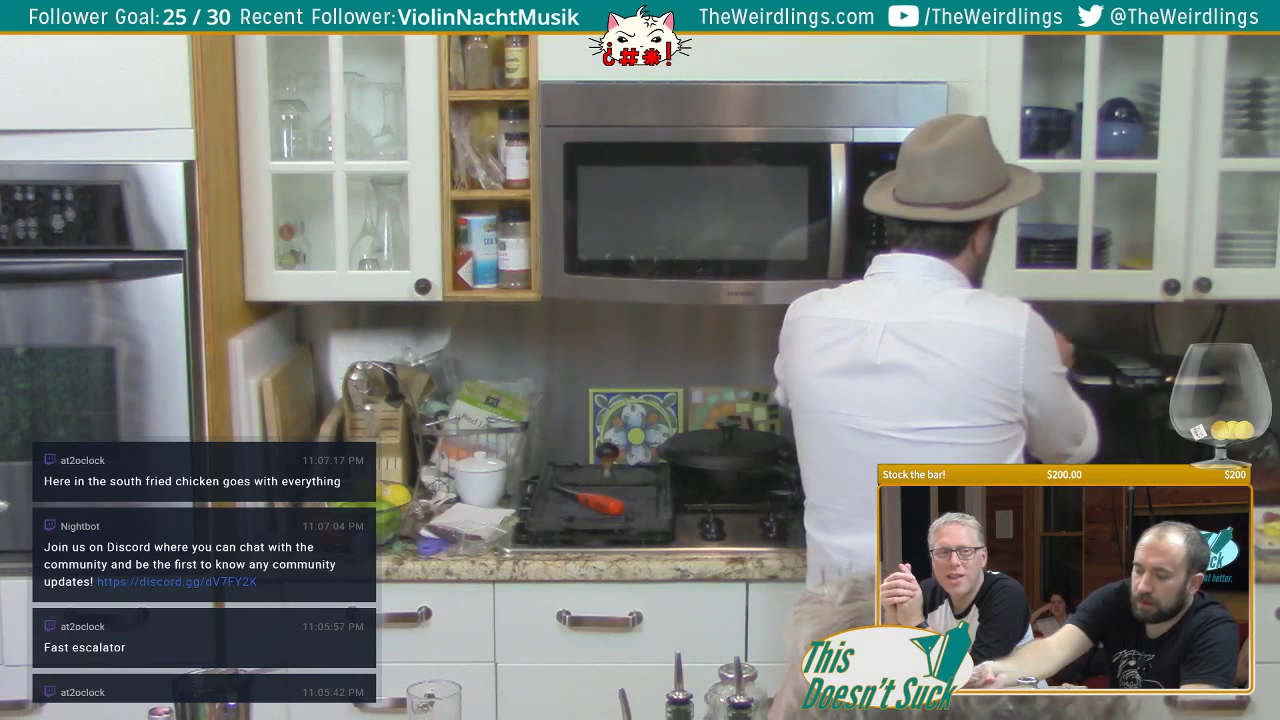 Follower Goal: 25 / 30 Recent Follower: ViolinNachtMusik
¿#*!
TheWeirdlings.com /TheWeirdlings @TheWeirdlings
at2oclock 11:07:17 PM
Here in the south fried chicken skin with everything
Nightbot 11:07:04 PM
Join us on Discord where you can chat with the
community and be the first to know any community
updates! https://discord.gg/dV7FY2K
at2oclock 11:05:57 PM
Fast escalator
at2oclock 11:05:42 PM
Stock the bar! $200.00 $200
This
Doesn't Suck